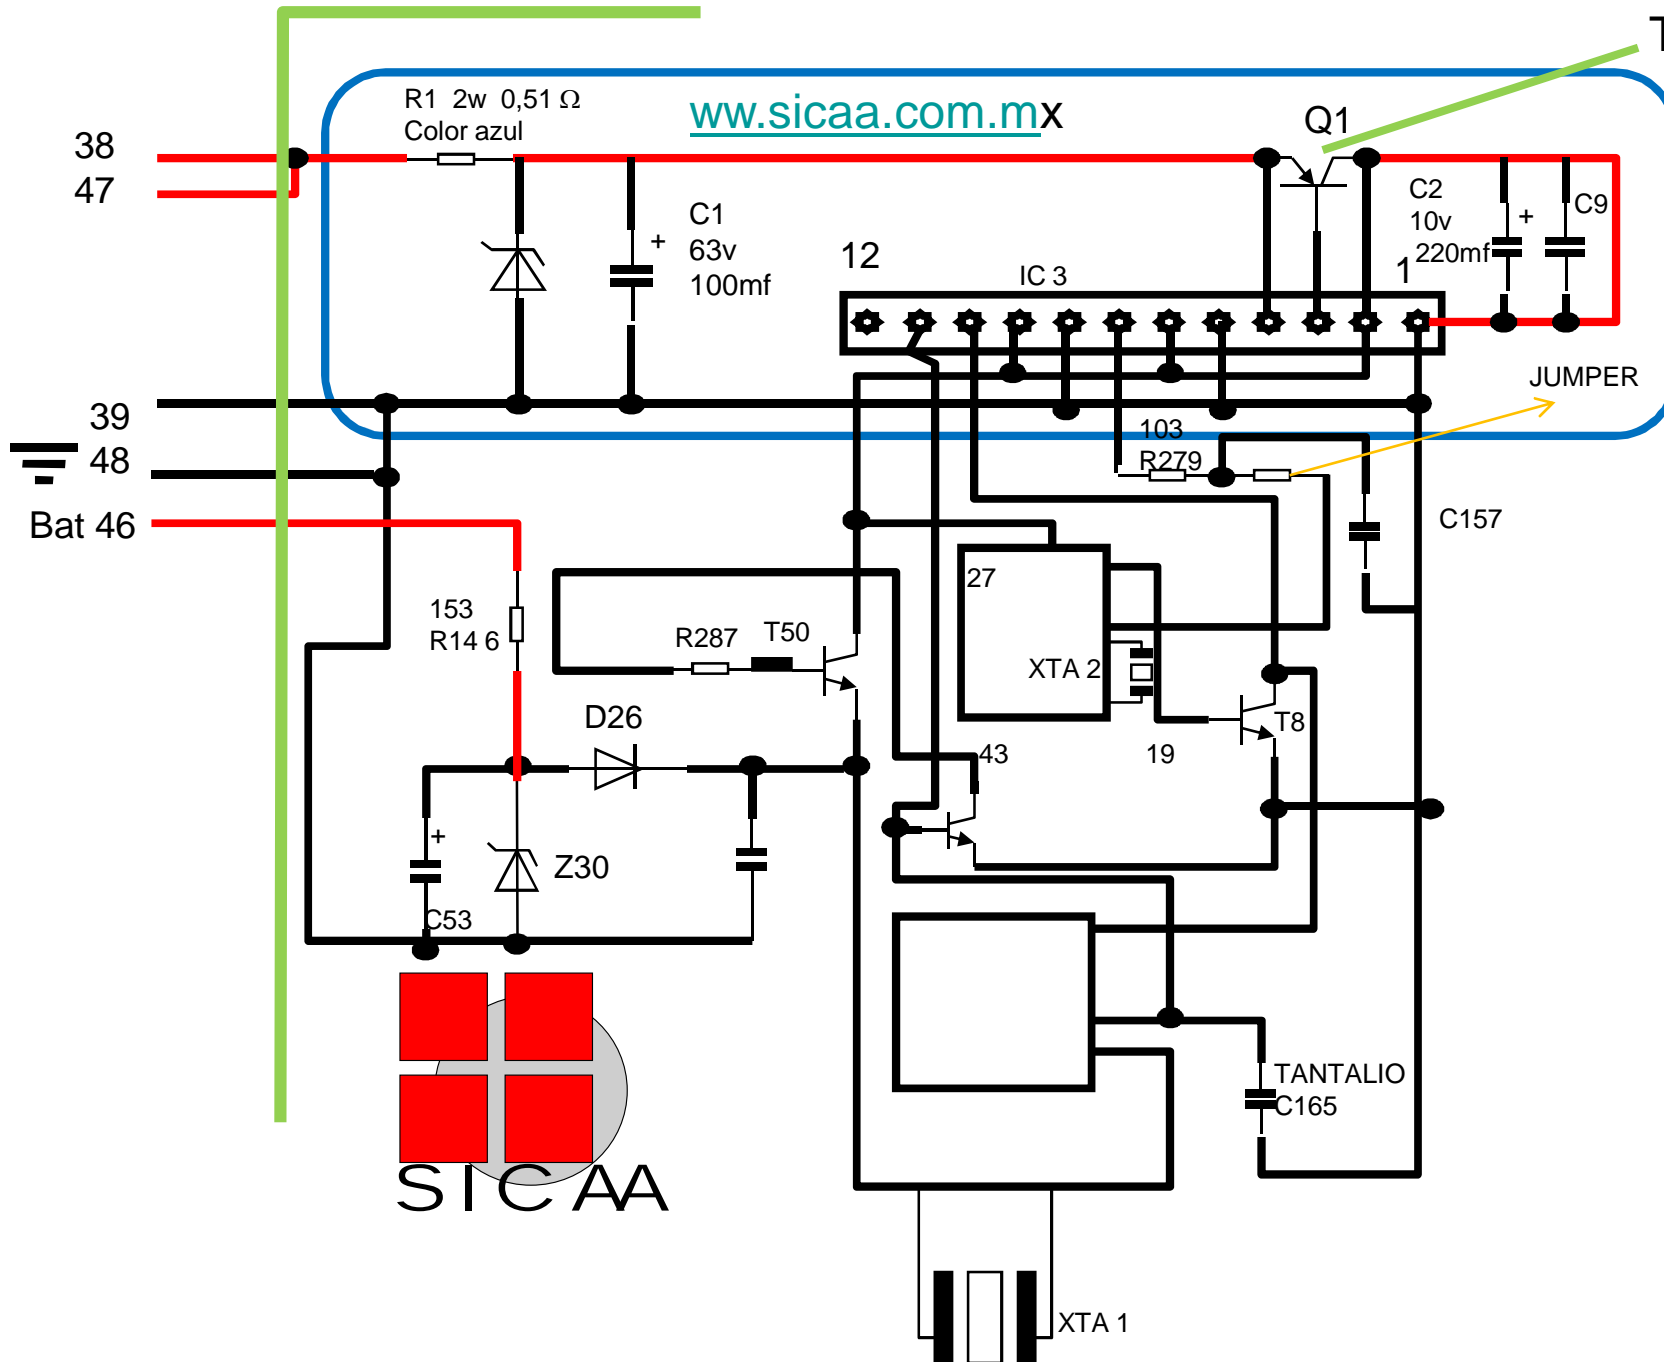 T
R1 2w 0,51 Ω
Color azul
ww.sicaa.com.mx
Q1
38
47
C1
63v
100mf
C2
10v
220mf
+
C9
+
12
IC 3
1
JUMPER
39
48
103
R279
Bat 46
C157
27
153
R14 6
R287
T50
XTA 2
D26
T8
43
19
+
Z30
C53
TANTALIO
C165
SICAA
XTA 1